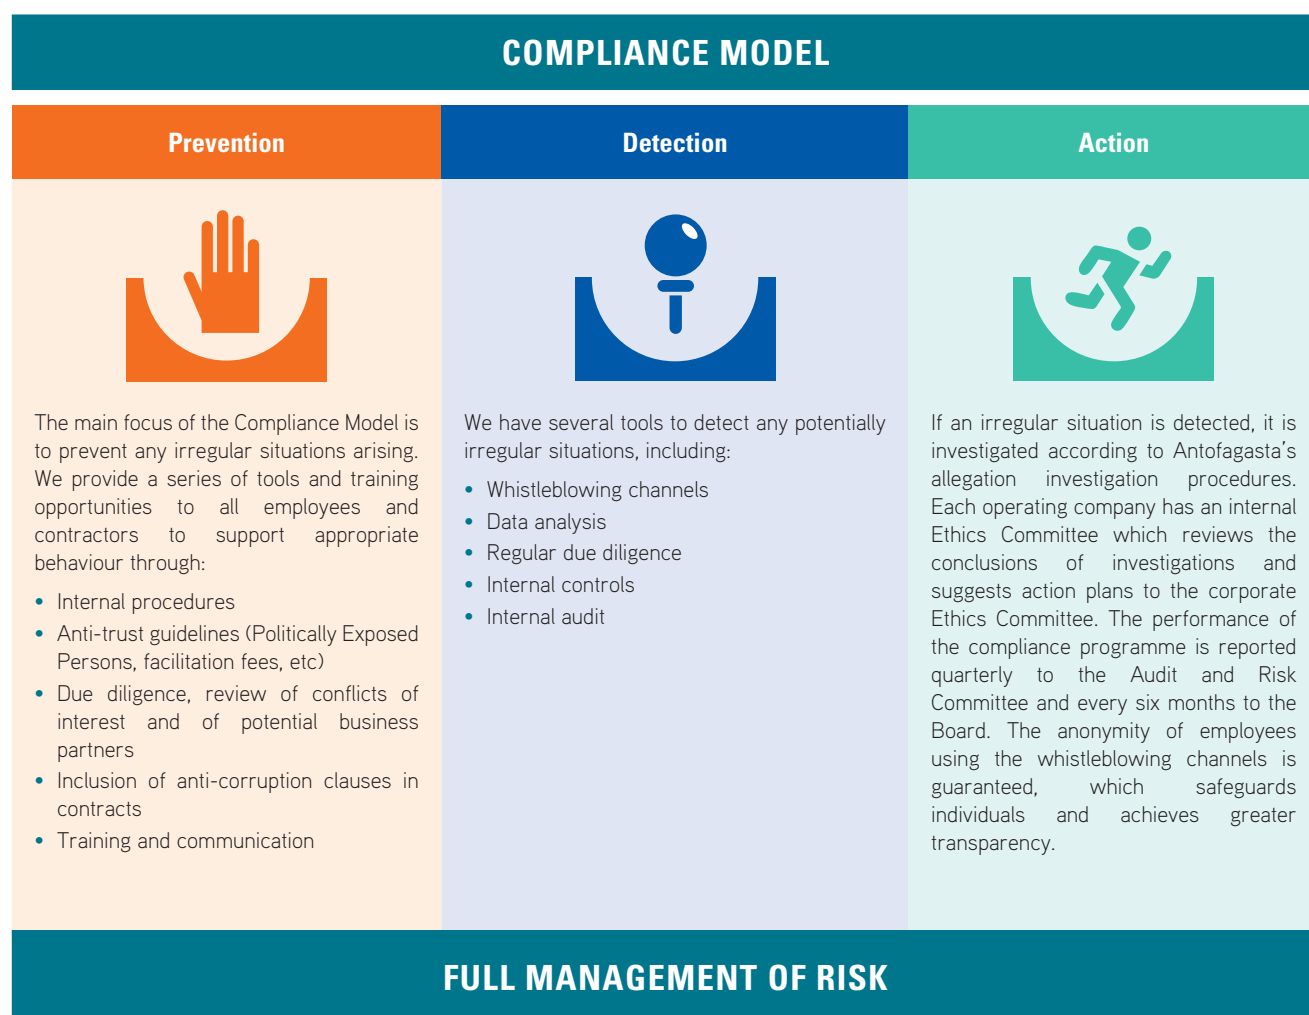 COMPLIANCE MODEL
Prevention
The main focus of the Compliance Model is
to prevent any irregular situations arising.
We provide a series of tools and training
opportunities to all employees and
contractors to support appropriate
behaviour through:
• Internal procedures
• Anti-trust guidelines (Politically Exposed
Persons, facilitation fees, etc)
• Due diligence, review of conflicts of
interest and of potential business
partners
• Inclusion of anti-corruption clauses in
contracts
• Training and communication
Detection
We have several tools to detect any potentially
irregular situations, including:
• Whistleblowing channels
• Data analysis
• Regular due diligence
• Internal controls
• Internal audit
Action
If an irregular situation is detected, it is
investigated according to Antofagasta's
allegation investigation procedures.
Each operating company has an internal
Ethics Committee which reviews the
conclusions of investigations and
suggests action plans to the corporate
Ethics Committee. The performance of
the compliance programme is reported
quarterly to the Audit and Risk
Committee and every six months to the
Board. The anonymity of employees
using the whistleblowing channels is
guaranteed, which safeguards
individuals and achieves greater
transparency.
FULL MANAGEMENT OF RISK